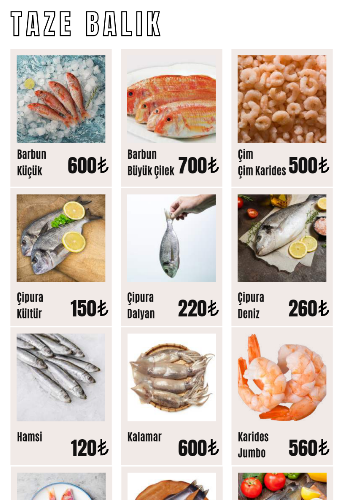 TAZE BALIK
Barbun
Küçük 600₺
Barbun
Büyük Çilek 700₺
Çim
Çim Karides 500₺
Çipura
Kültür 150₺
Çipura
Dalyan 220₺
Çipura
Deniz 260₺
Hamsi
120₺
Kalamar
600₺
Karides
Jumbo 560₺